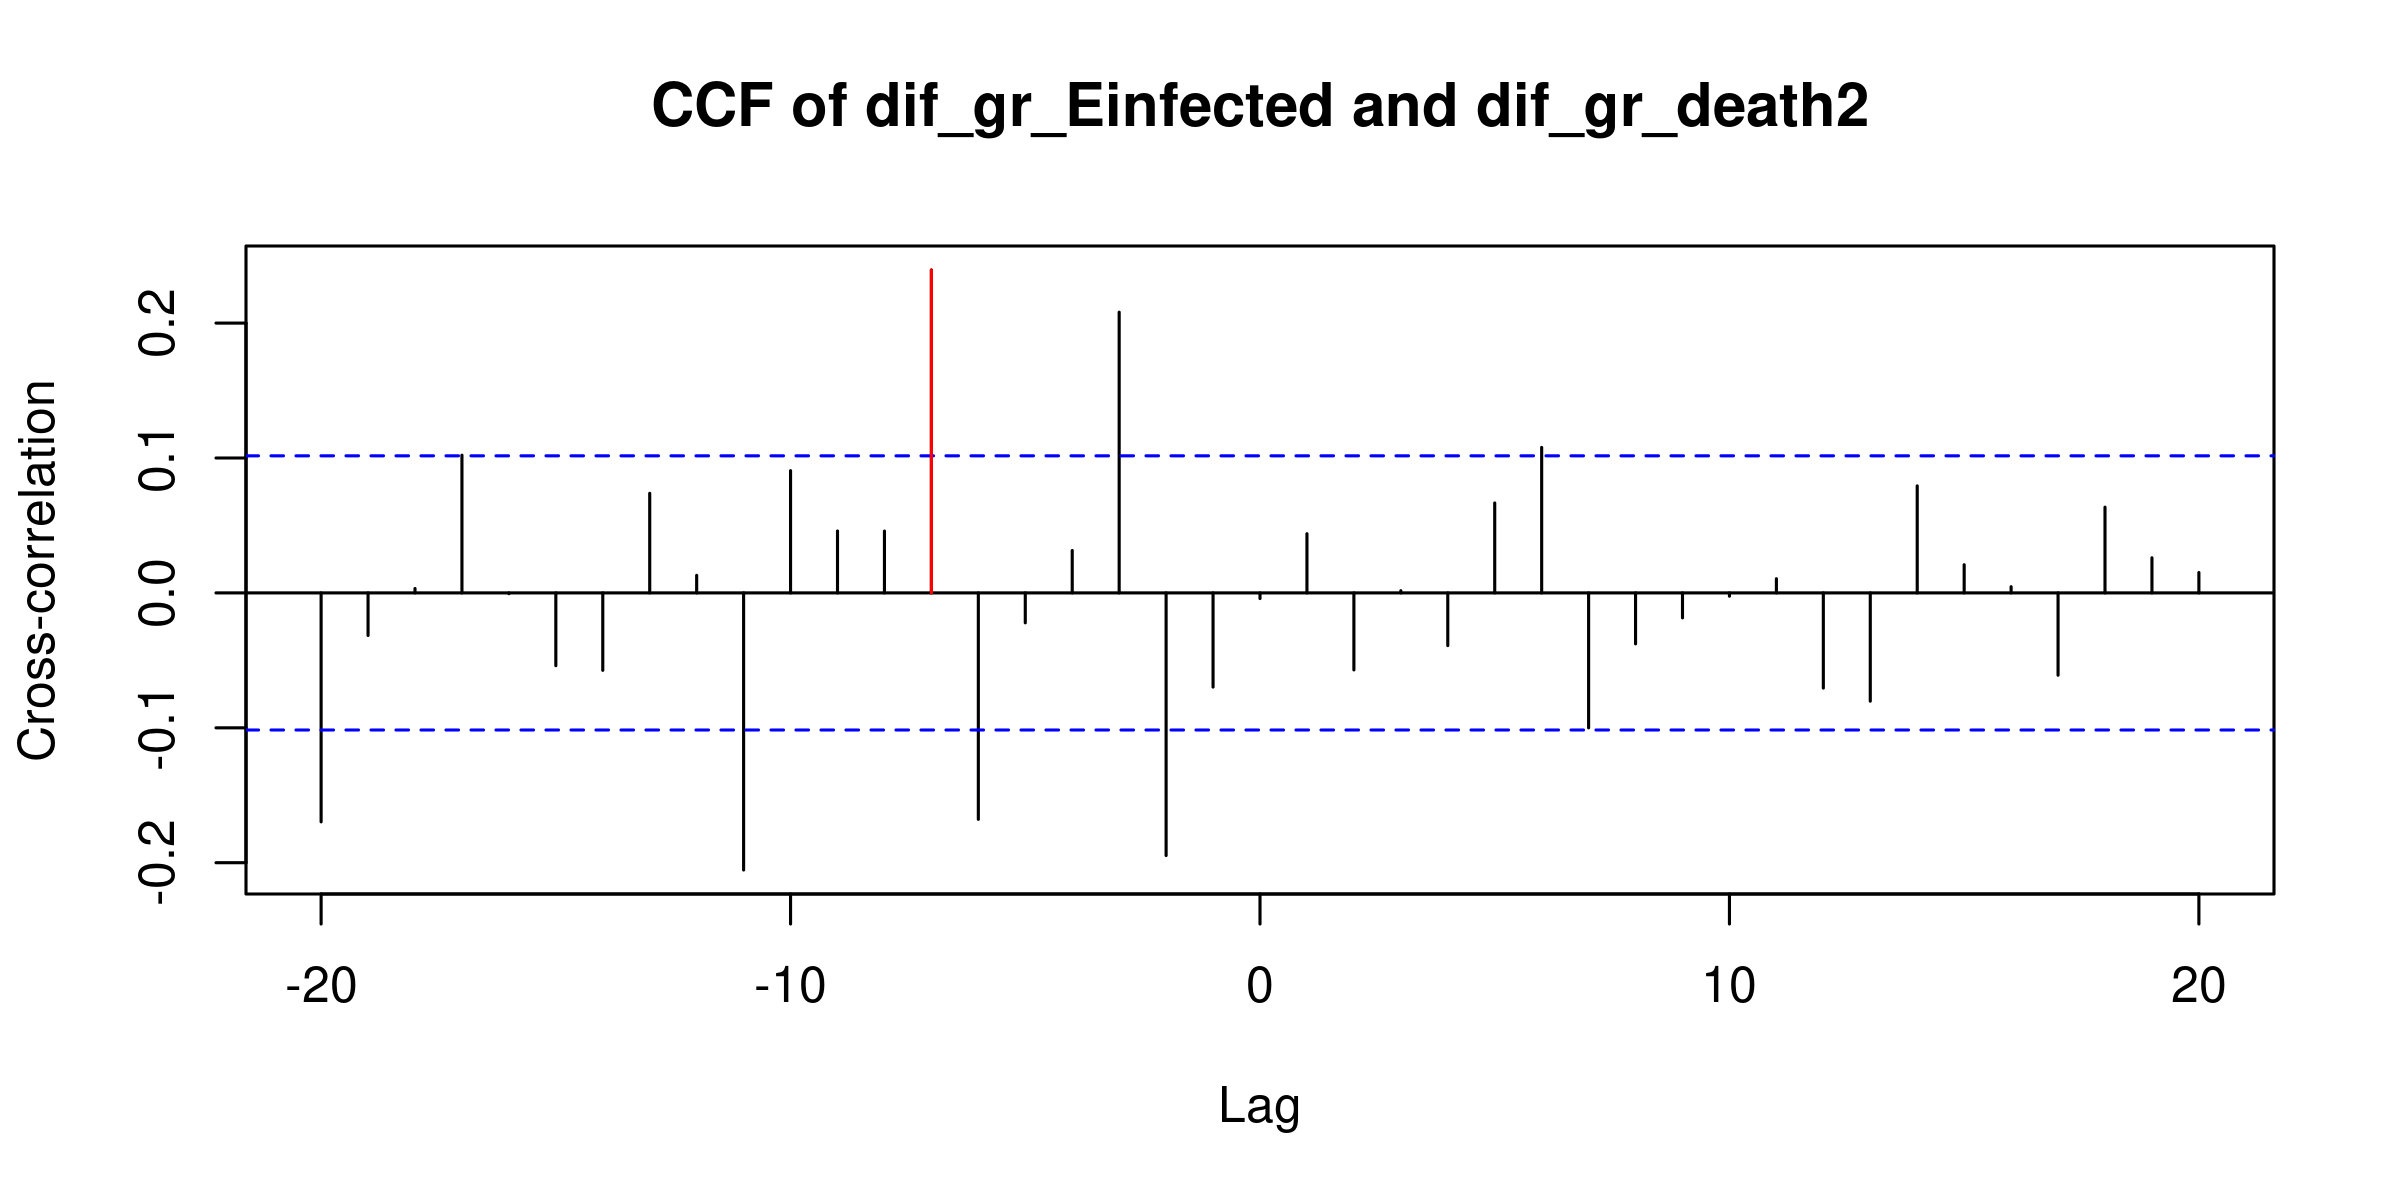 CCF of dif_gr_Einfected and dif_gr_death2
Cross-correlation
0.2
0.1
0.0
-0.1
-0.2
-20 -10 0 10 20
Lag